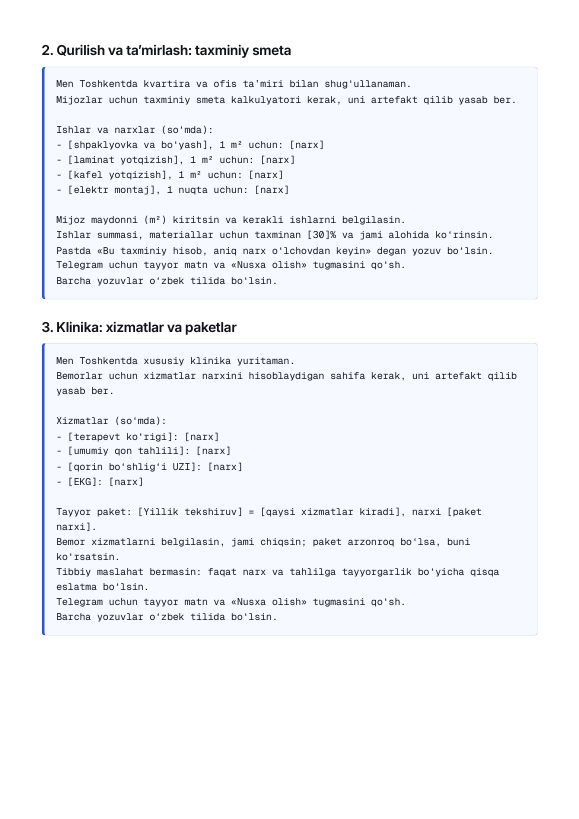 2. Qurilish va ta’mirlash: taxminiy smeta
Men Toshkentda kvartira va ofis ta’miri bilan shug‘ullanaman.
Mijozlar uchun taxminiy smeta kalkulyatori kerak, uni artefakt qilib yasab ber.
Ishlar va narxlar (so‘mda):
- [shpaklyovka va bo‘yash], 1 m² uchun: [narx]
- [laminat yotqizish], 1 m² uchun: [narx]
- [kafel yotqizish], 1 m² uchun: [narx]
- [elektr montaj], 1 nuqta uchun: [narx]
Mijoz maydonni (m²) kiritsin va kerakli ishlarni belgilasin.
Ishlar summasi, materiallar uchun taxminan [30]% va jami alohida ko‘rinsin.
Pastda «Bu taxminiy hisob, aniq narx o‘lchovdan keyin» degan yozuv bo‘lsin.
Telegram uchun tayyor matn va «Nusxa olish» tugmasini qo‘sh.
Barcha yozuvlar o‘zbek tilida bo‘lsin.
3. Klinika: xizmatlar va paketlar
Men Toshkentda xususiy klinika yuritaman.
Bemorlar uchun xizmatlar narxini hisoblaydigan sahifa kerak, uni artefakt qilib
yasab ber.
Xizmatlar (so‘mda):
- [terapevt ko‘rigi]: [narx]
- [umumiy qon tahlili]: [narx]
- [qorin bo‘shlig‘i UZI]: [narx]
- [EKG]: [narx]
Tayyor paket: [Yillik tekshiruv] = [qaysi xizmatlar kiradi], narxi [paket
narxi].
Bemor xizmatlarni belgilasin, jami chiqsin; paket arzonroq bo‘lsa, buni
ko‘rsatsin.
Tibbiy maslahat bermasin: faqat narx va tahlilga tayyorgarlik bo‘yicha qisqa
eslatma bo‘lsin.
Telegram uchun tayyor matn va «Nusxa olish» tugmasini qo‘sh.
Barcha yozuvlar o‘zbek tilida bo‘lsin.